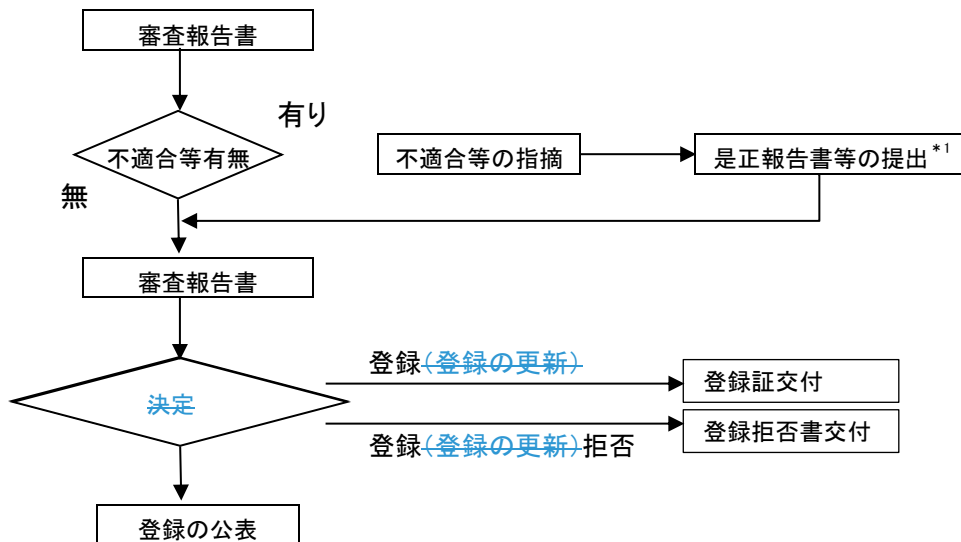 審査報告書
有り
不適合等有無
不適合等の指摘
是正報告書等の提出*1
無
審査報告書
登録(登録の更新)
登録証交付
決定
登録(登録の更新)拒否
登録拒否書交付
登録の公表